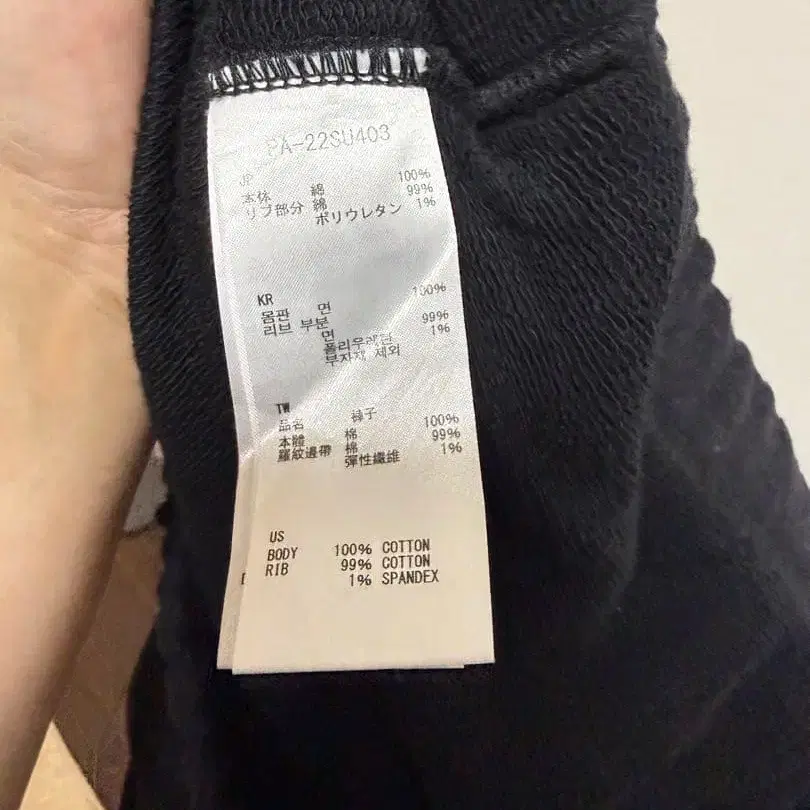 PA-22SU403
JP
本体 綿 100%
リブ部分 綿 99%
ポリウレタン 1%
KR
몸판 면 100%
리브 부분
면 99%
폴리우레탄 1%
부자재 제외
TW
品名 褲子
本體 棉 100%
羅紋邊帶 棉 99%
彈性纖維 1%
US
BODY 100% COTTON
RIB 99% COTTON
1% SPANDEX